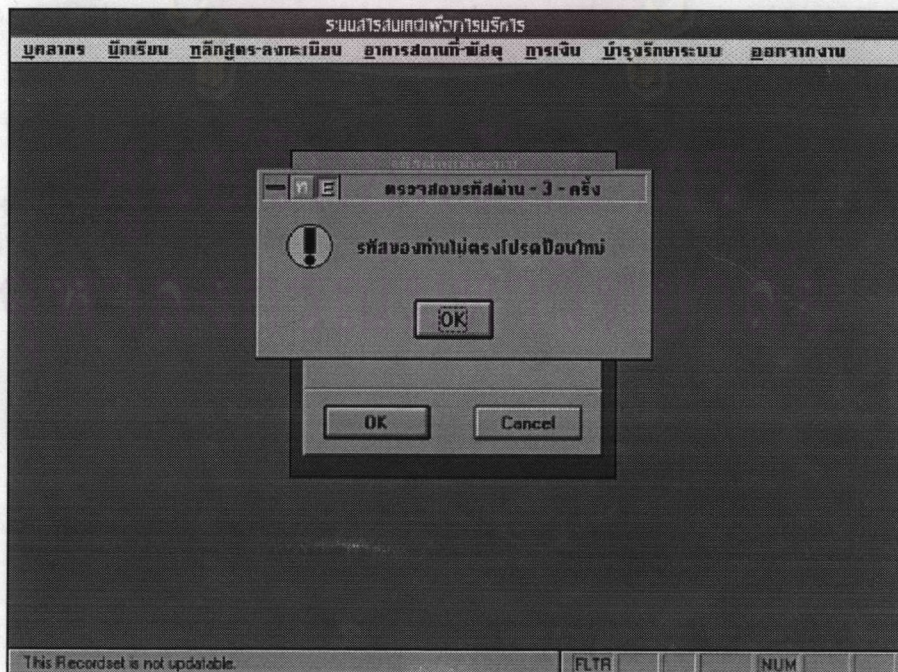 ระบบสารสนเทศเพื่อการบริการ
บุคลากร นักเรียน หลักสูตร-ลงทะเบียน อาคารสถานที่-พัสดุ การเงิน บำรุงรักษาระบบ ออกจากงาน
ตรวจสอบรหัสผ่าน - 3 - ครั้ง
รหัสของท่านไม่ตรงโปรดป้อนใหม่
OK
OK Cancel
This Recordset is not updatable. FLTR NUM